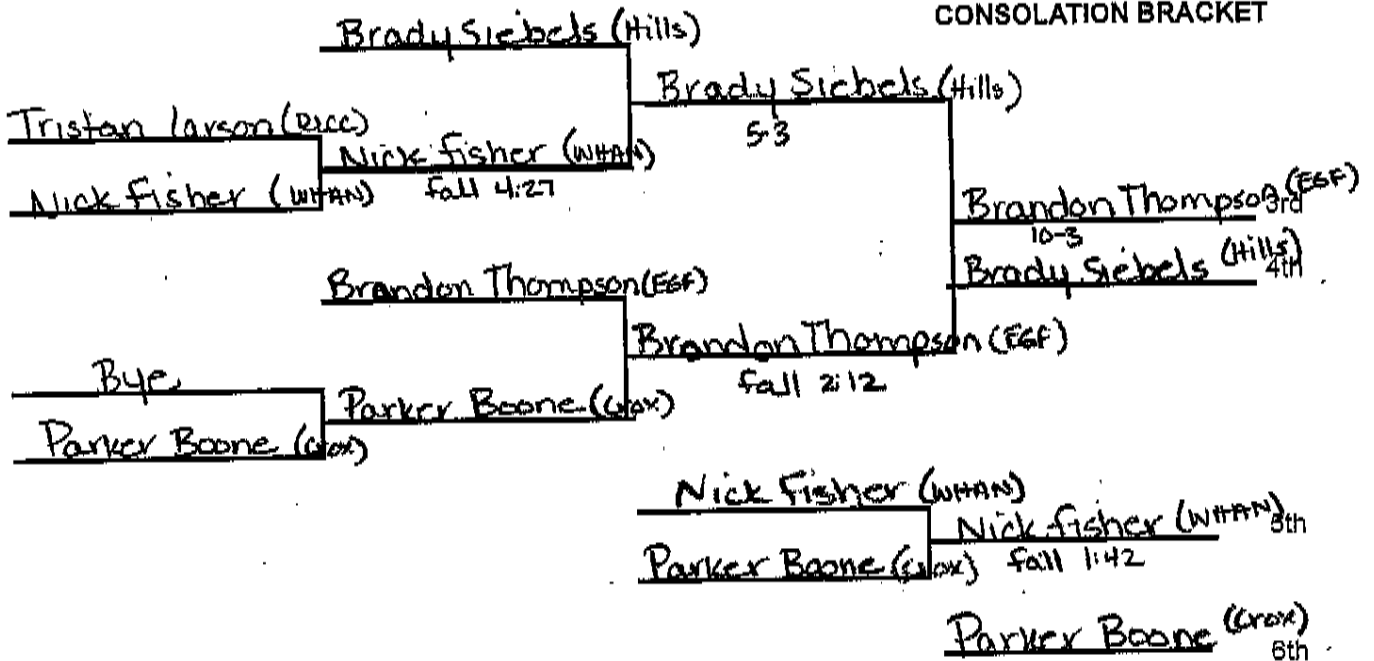 CONSOLATION BRACKET
Brady Siebels (Hills)
Brady Siebels (Hills)
5-3
Tristan larson (DLCC)
Nick fisher (WHAN)
fall 4:27
Nick Fisher (WHAN)
Brandon Thompson (EGF)
3rd
10-3
Brady Siebels (Hills)
4th
Brandon Thompson (EGF)
Brandon Thompson (EGF)
fall 2:12
Bye
Parker Boone (Crox)
Parker Boone (Crox)
Nick Fisher (WHAN)
Nick fisher (WHAN)
5th
fall 1:42
Parker Boone (Crox)
Parker Boone (Crox)
6th